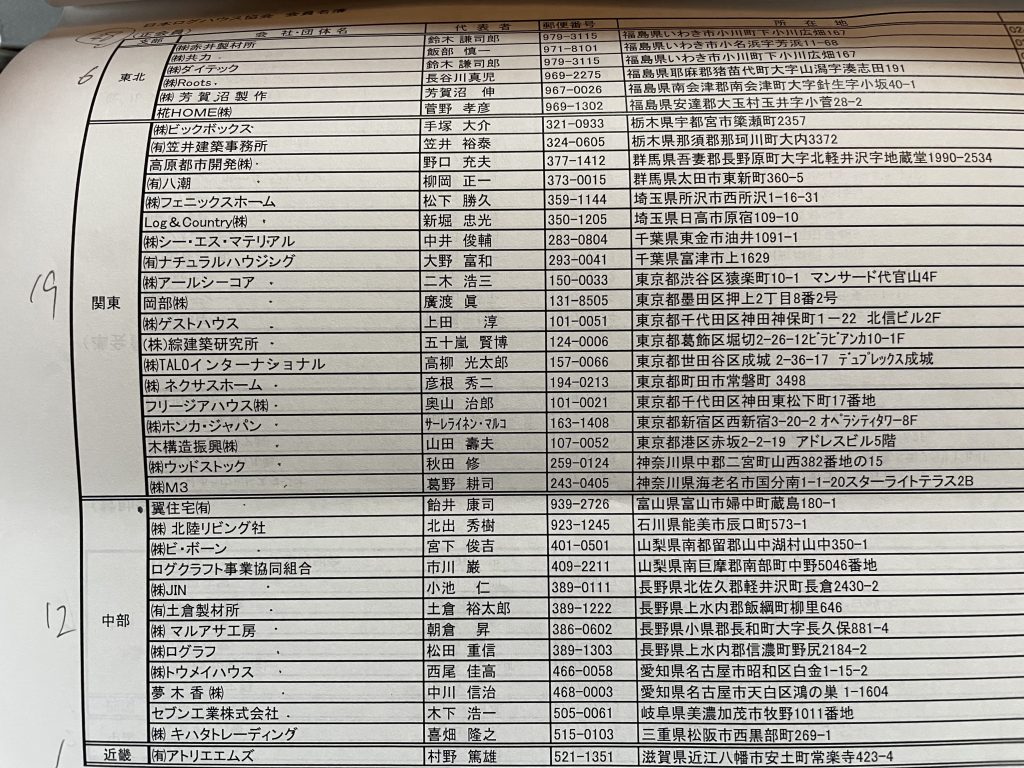 日本ログハウス協会 会員名簿
(正会員)
支部 会社・団体名 代表者 郵便番号 所在地
㈱赤井製材所 鈴木 謙司郎 979-3115 福島県いわき市小川町下小川広畑167
㈱共力 飯部 慎一 971-8101 福島県いわき市小名浜字芳浜11-68
㈱ダイテック 鈴木 謙司郎 979-3115 福島県いわき市小川町下小川広畑167
6 東北 ㈱Roots 長谷川真児 969-2275 福島県耶麻郡猪苗代町大字山潟字湊志田191
㈱ 芳賀沼製作 芳賀沼 伸 967-0026 福島県南会津郡南会津町大字針生字小坂40-1
椛HOME㈱ 菅野 孝彦 969-1302 福島県安達郡大玉村玉井字小菅28-2
㈱ビックボックス 手塚 大介 321-0933 栃木県宇都宮市簗瀬町2357
㈲笠井建築事務所 笠井 裕泰 324-0605 栃木県那須郡那珂川町大内3372
高原都市開発㈱ 野口 充夫 377-1412 群馬県吾妻郡長野原町大字北軽井沢字地蔵堂1990-2534
㈲八潮 柳岡 正一 373-0015 群馬県太田市東新町360-5
㈱フェニックスホーム 松下 勝久 359-1144 埼玉県所沢市西所沢1-16-31
Log&Country㈱ 新堀 忠光 350-1205 埼玉県日高市原宿109-10
㈱シー・エス・マテリアル 中井 俊輔 283-0804 千葉県東金市油井1091-1
㈲ナチュラルハウジング 大野 富和 293-0041 千葉県富津市上1629
㈱アールシーコア 二木 浩三 150-0033 東京都渋谷区猿楽町10-1 マンサード代官山4F
19 関東 岡部㈱ 廣渡 眞 131-8505 東京都墨田区押上2丁目8番2号
㈱ゲストハウス 上田 淳 101-0051 東京都千代田区神田神保町1-22 北信ビル2F
(株)綜建築研究所 五十嵐 賢博 124-0006 東京都葛飾区堀切2-26-12ﾋﾞﾗﾋﾞｱﾝｶ10-1F
㈱TALOインターナショナル 高柳 光太郎 157-0066 東京都世田谷区成城 2-36-17 ﾃﾞｭﾌﾟﾚｯｸｽ成城
㈱ ネクサスホーム 彦根 秀二 194-0213 東京都町田市常盤町 3498
フリージアハウス㈱ 奥山 治郎 101-0021 東京都千代田区神田東松下町17番地
㈱ホンカ・ジャパン ｻｰﾚﾗｲﾈﾝ・ﾏﾙｺ 163-1408 東京都新宿区西新宿3-20-2 ｵﾍﾟﾗｼﾃｨﾀﾜｰ8F
木構造振興㈱ 山田 壽夫 107-0052 東京都港区赤坂2-2-19 アドレスビル5階
㈱ウッドストック 秋田 修 259-0124 神奈川県中郡二宮町山西382番地の15
㈱M3 葛野 耕司 243-0405 神奈川県海老名市国分南1-1-20スターライトテラス2B
翼住宅㈲ 飴井 康司 939-2726 富山県富山市婦中町蔵島180-1
㈱ 北陸リビング社 北出 秀樹 923-1245 石川県能美市辰口町573-1
㈱ビ・ボーン 宮下 俊吉 401-0501 山梨県南都留郡山中湖村山中350-1
ログクラフト事業協同組合 市川 巌 409-2211 山梨県南巨摩郡南部町中野5046番地
㈱JIN 小池 仁 389-0111 長野県北佐久郡軽井沢町長倉2430-2
㈲土倉製材所 土倉 裕太郎 389-1222 長野県上水内郡飯綱町柳里646
12 中部 ㈱ マルアサ工房 朝倉 昇 386-0602 長野県小県郡長和町大字長久保881-4
㈱ログラフ 松田 重信 389-1303 長野県上水内郡信濃町野尻2184-2
㈱トウメイハウス 西尾 佳高 466-0058 愛知県名古屋市昭和区白金1-15-2
夢木香㈱ 中川 信治 468-0003 愛知県名古屋市天白区鴻の巣 1-1604
セブン工業株式会社 木下 浩一 505-0061 岐阜県美濃加茂市牧野1011番地
㈱ キハタトレーディング 喜畑 隆之 515-0103 三重県松阪市西黒部町269-1
近畿 ㈲アトリエエムズ 村野 篤雄 521-1351 滋賀県近江八幡市安土町常楽寺423-4